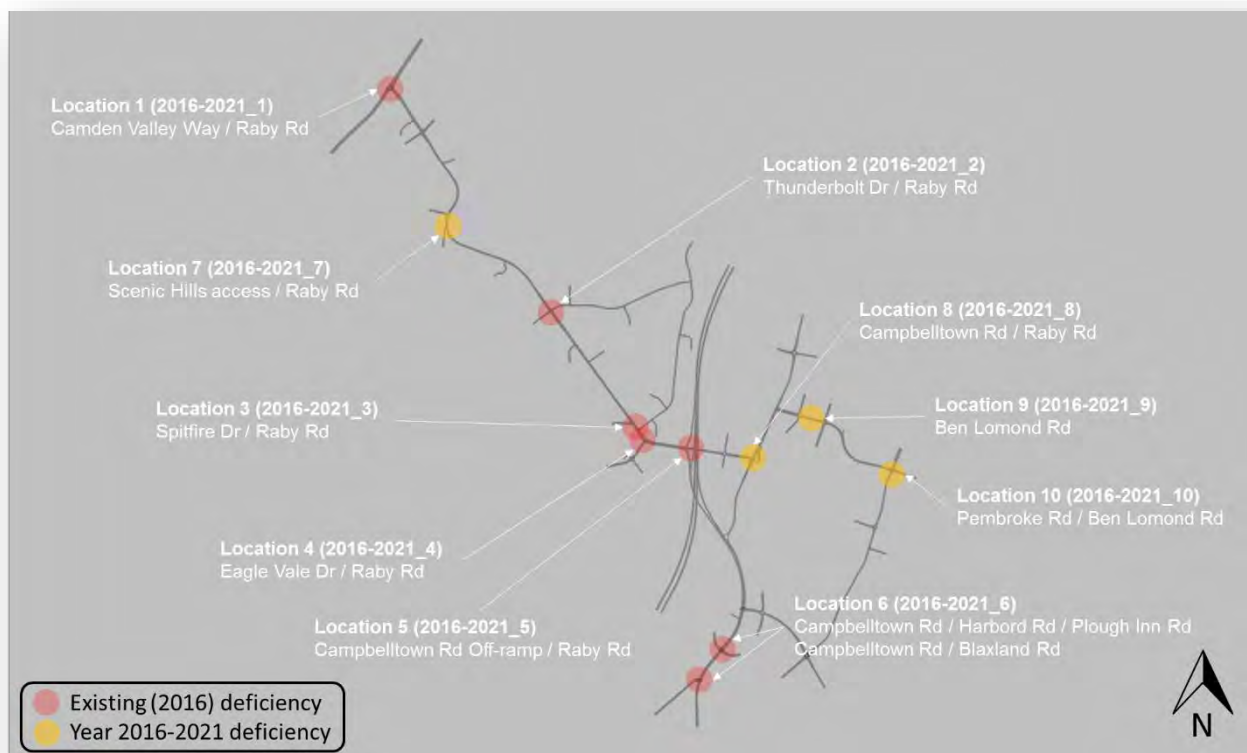 Location 1 (2016-2021_1)
Camden Valley Way / Raby Rd
Location 2 (2016-2021_2)
Thunderbolt Dr / Raby Rd
Location 7 (2016-2021_7)
Scenic Hills access / Raby Rd
Location 8 (2016-2021_8)
Campbelltown Rd / Raby Rd
Location 3 (2016-2021_3)
Spitfire Dr / Raby Rd
Location 9 (2016-2021_9)
Ben Lomond Rd
Location 10 (2016-2021_10)
Pembroke Rd / Ben Lomond Rd
Location 4 (2016-2021_4)
Eagle Vale Dr / Raby Rd
Location 5 (2016-2021_5)
Campbelltown Rd Off-ramp / Raby Rd
Location 6 (2016-2021_6)
Campbelltown Rd / Harbord Rd / Plough Inn Rd
Campbelltown Rd / Blaxland Rd
Existing (2016) deficiency
Year 2016-2021 deficiency
N